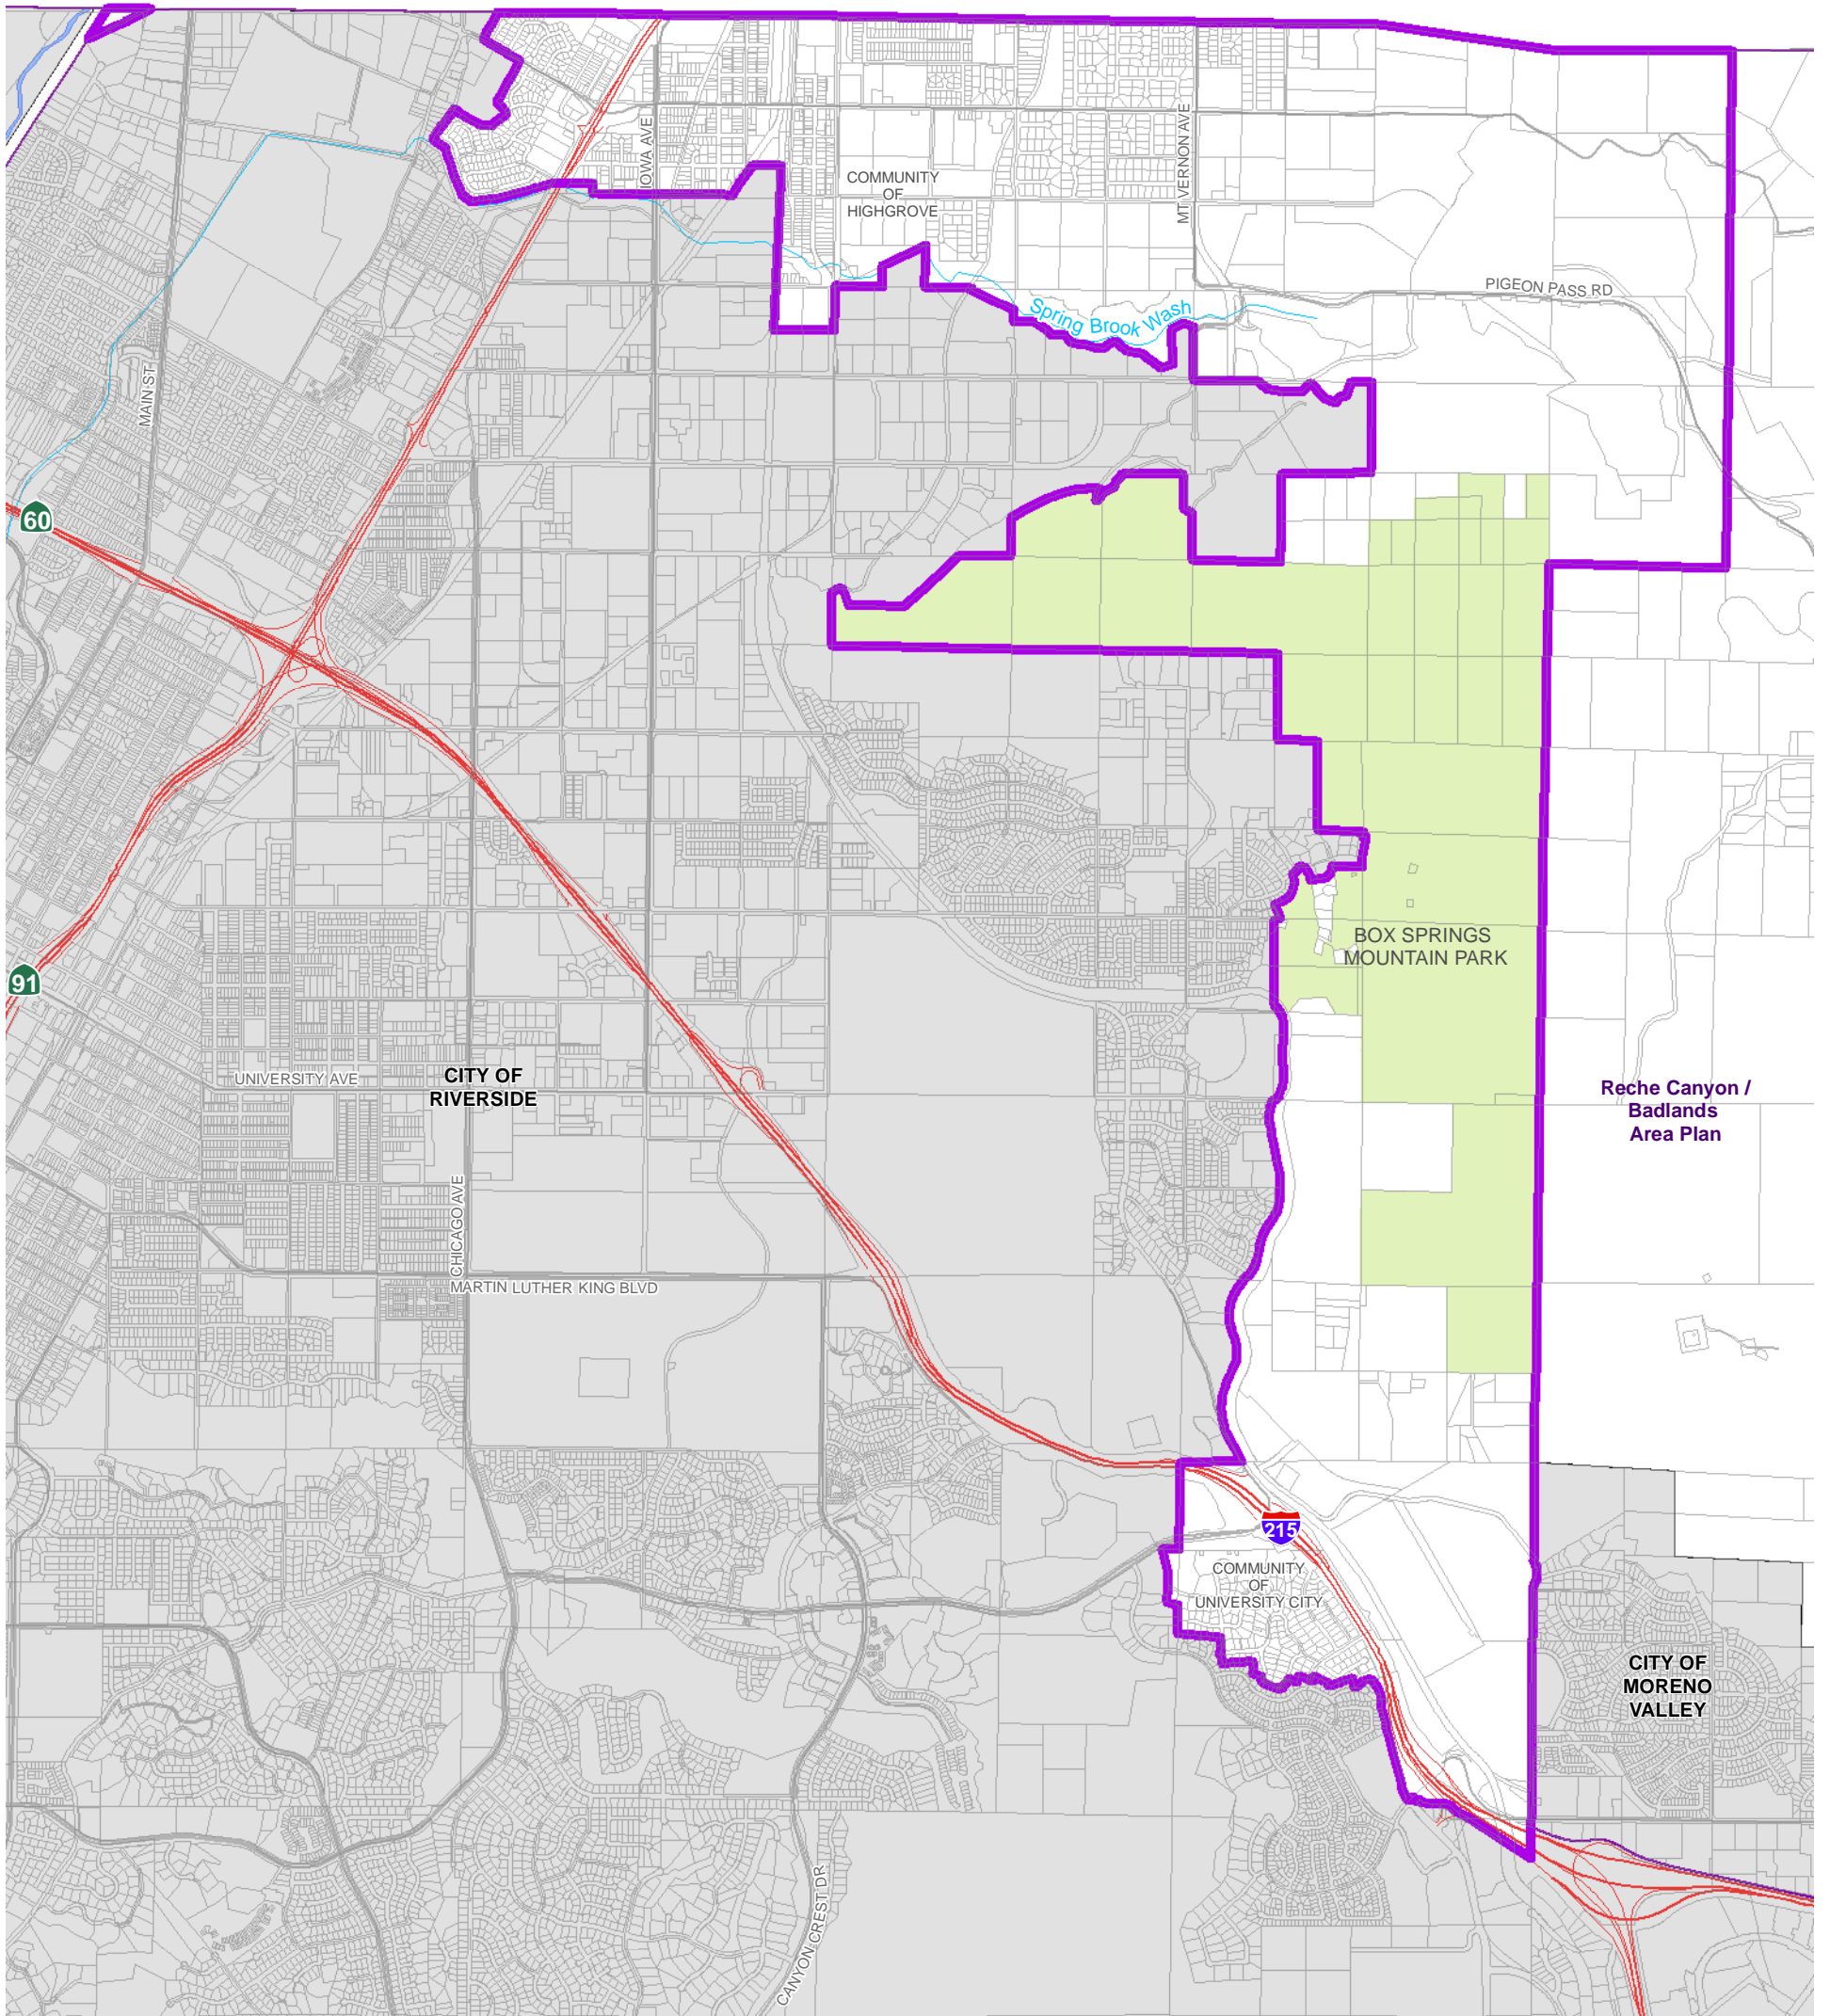 IOWA AVE
MT VERNON AVE
COMMUNITY
OF
HIGHGROVE
PIGEON PASS RD
Spring Brook Wash
MAIN ST
60
BOX SPRINGS
MOUNTAIN PARK
91
UNIVERSITY AVE
CITY OF
RIVERSIDE
Reche Canyon /
Badlands
Area Plan
CHICAGO AVE
MARTIN LUTHER KING BLVD
215
COMMUNITY
OF
UNIVERSITY CITY
CITY OF
MORENO
VALLEY
CANYON CREST DR